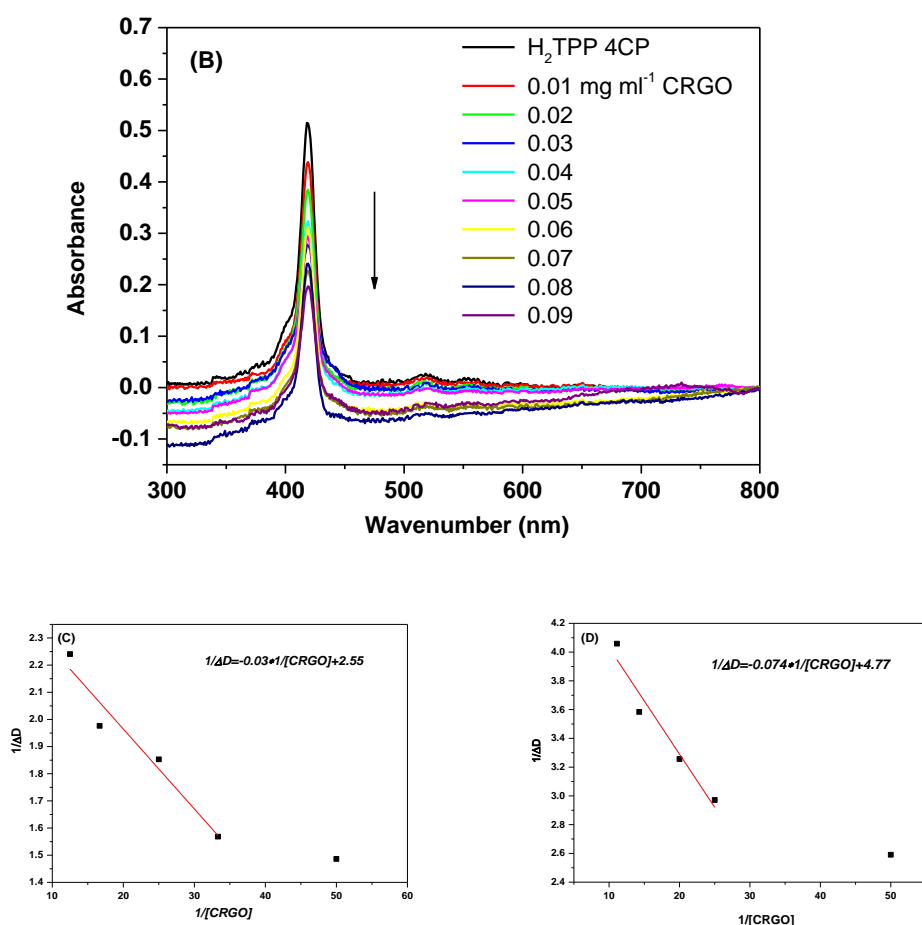 (B)
H₂TPP 4CP
0.01 mg ml⁻¹ CRGO
0.02
0.03
0.04
0.05
0.06
0.07
0.08
0.09
Absorbance
0.7
0.6
0.5
0.4
0.3
0.2
0.1
0.0
-0.1
300 400 500 600 700 800
Wavenumber (nm)
(C)
1/ΔD=-0.03*1/[CRGO]+2.55
1/ΔD
2.3
2.2
2.1
2.0
1.9
1.8
1.7
1.6
1.5
1.4
10 20 30 40 50 60
1/[CRGO]
(D)
1/ΔD=-0.074*1/[CRGO]+4.77
1/ΔD
4.2
4.0
3.8
3.6
3.4
3.2
3.0
2.8
2.6
2.4
10 20 30 40 50
1/[CRGO]